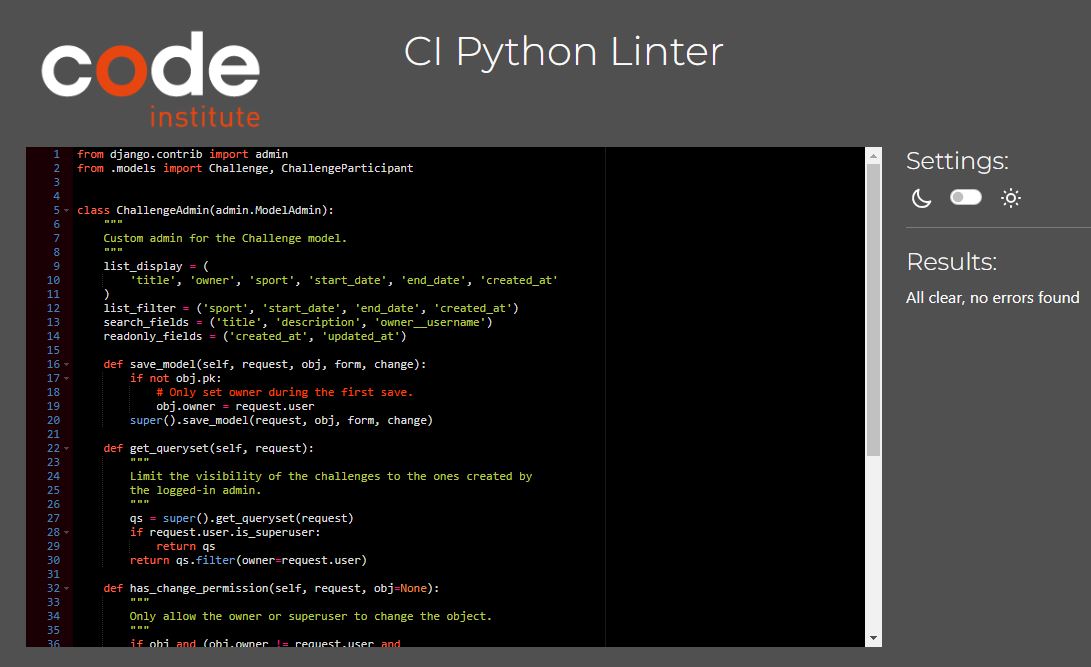 code
institute
CI Python Linter
1 from django.contrib import admin
2 from .models import Challenge, ChallengeParticipant
3
4
5 class ChallengeAdmin(admin.ModelAdmin):
6     """
7     Custom admin for the Challenge model.
8     """
9     list_display = (
10         'title', 'owner', 'sport', 'start_date', 'end_date', 'created_at'
11     )
12     list_filter = ('sport', 'start_date', 'end_date', 'created_at')
13     search_fields = ('title', 'description', 'owner__username')
14     readonly_fields = ('created_at', 'updated_at')
15
16     def save_model(self, request, obj, form, change):
17         if not obj.pk:
18             # Only set owner during the first save.
19             obj.owner = request.user
20         super().save_model(request, obj, form, change)
21
22     def get_queryset(self, request):
23         """
24         Limit the visibility of the challenges to the ones created by
25         the logged-in admin.
26         """
27         qs = super().get_queryset(request)
28         if request.user.is_superuser:
29             return qs
30         return qs.filter(owner=request.user)
31
32     def has_change_permission(self, request, obj=None):
33         """
34         Only allow the owner or superuser to change the object.
35         """
36         if obj and (obj.owner != request.user and
Settings:
Results:
All clear, no errors found